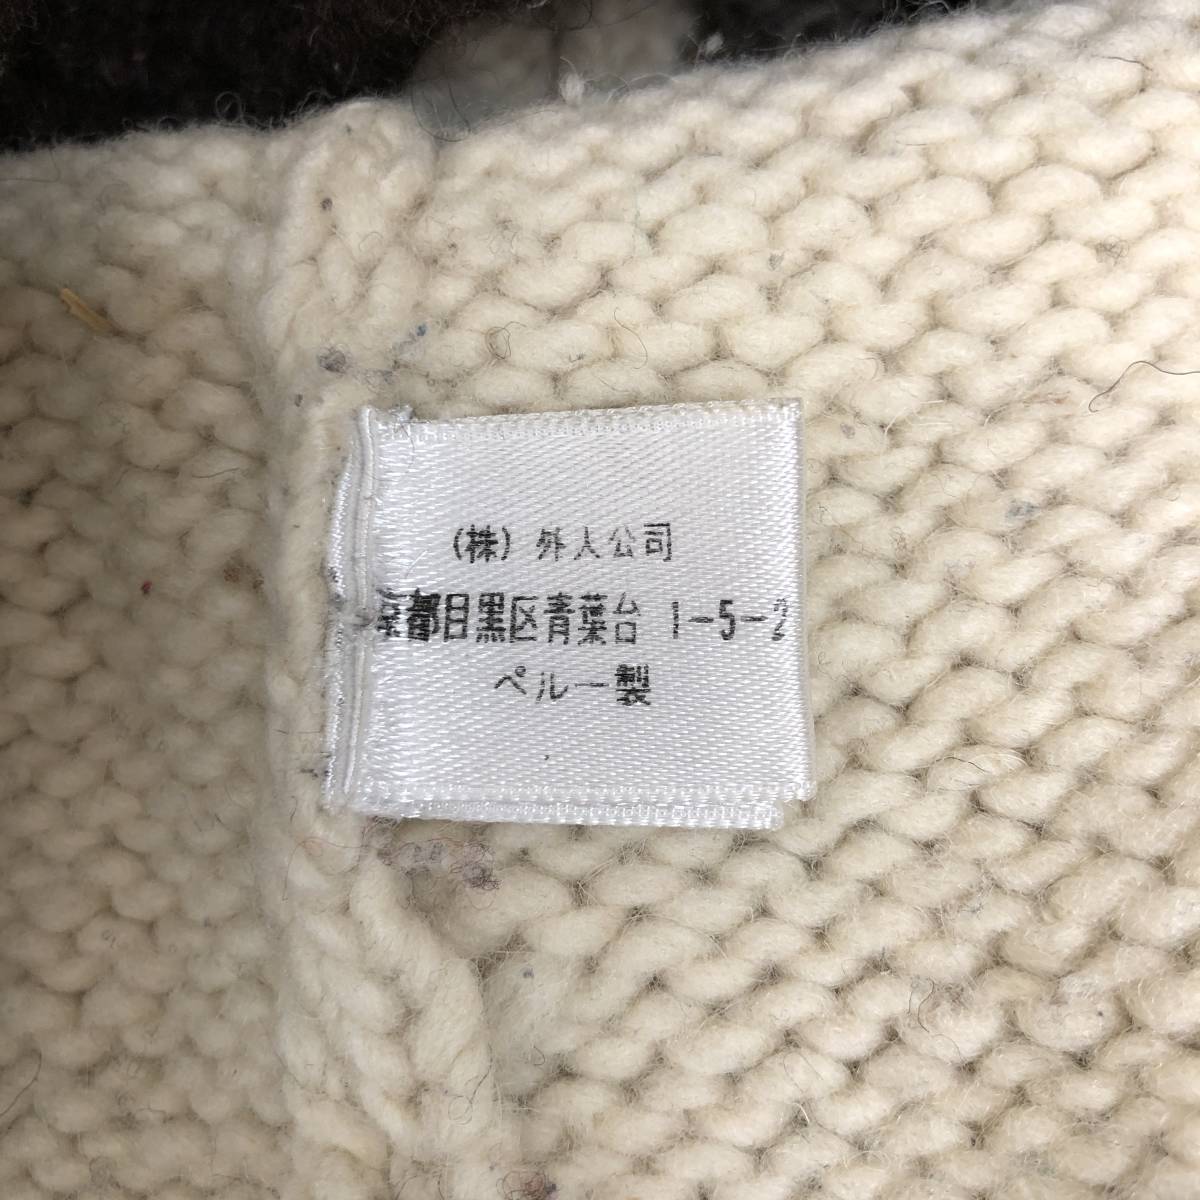 (株) 外人公司
京都目黒区青葉台 1-5-2
ペルー製